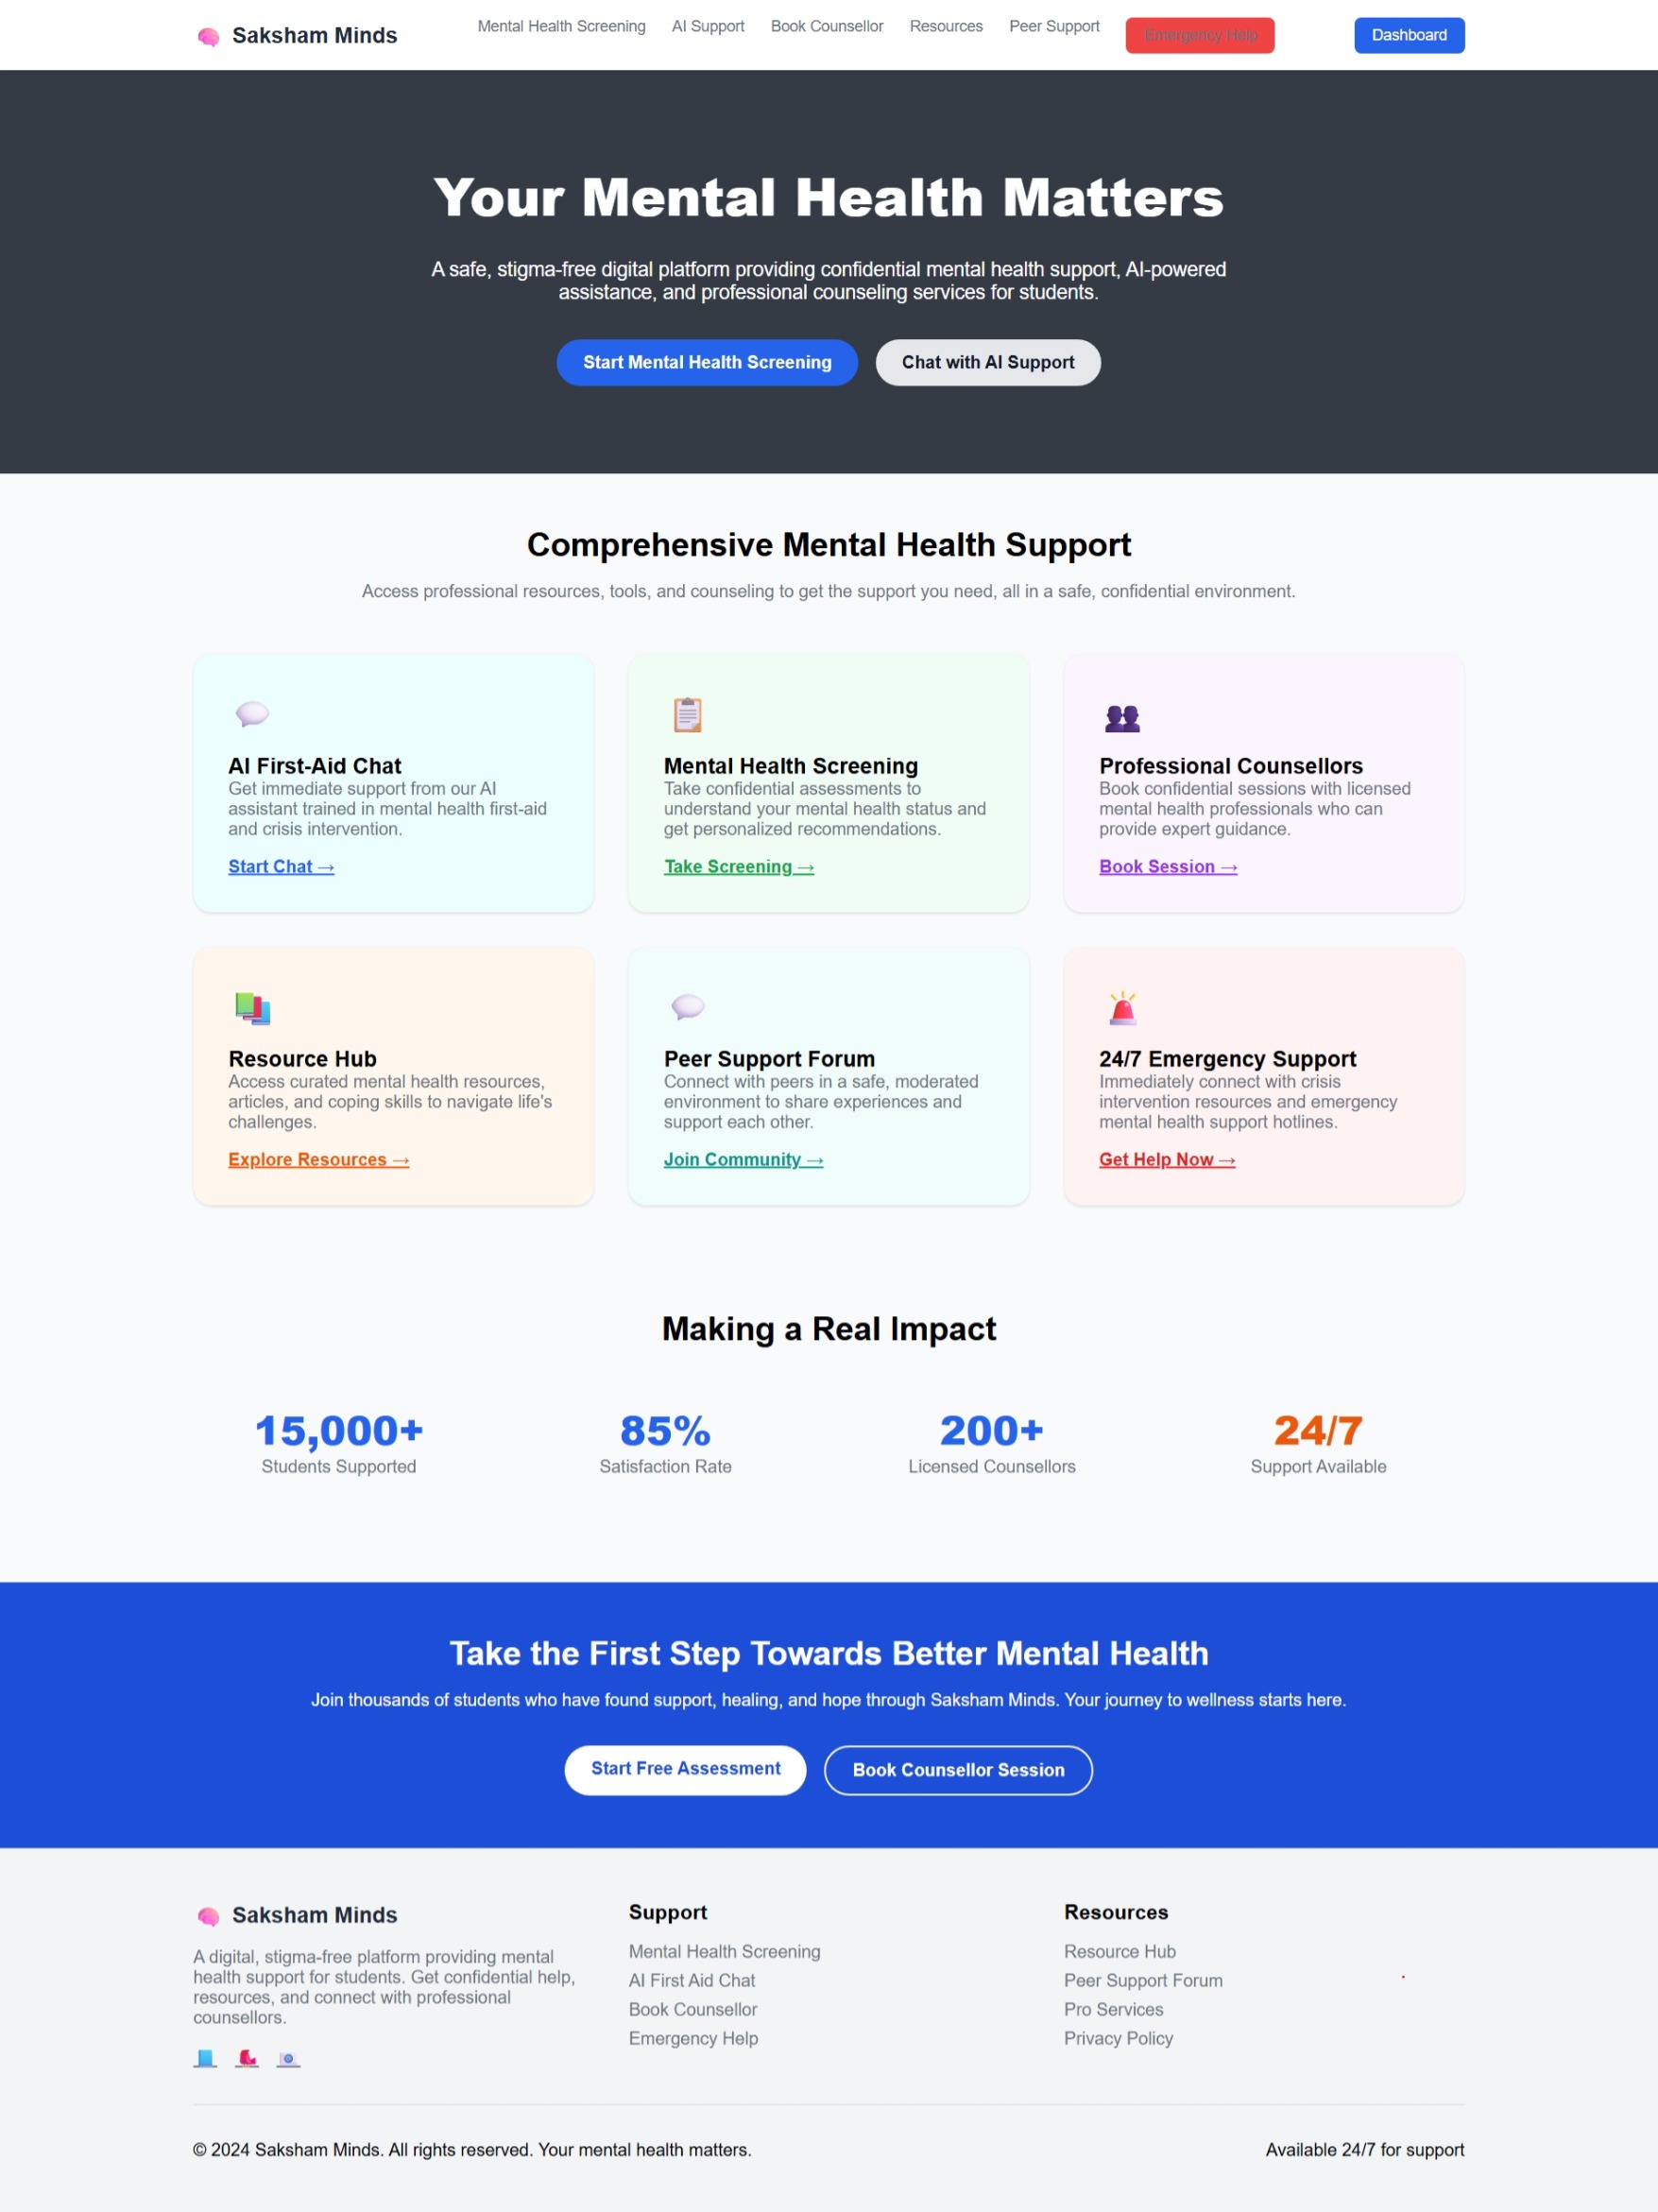 Saksham Minds
Mental Health Screening
AI Support
Book Counsellor
Resources
Peer Support
Emergency Help
Dashboard
Your Mental Health Matters
A safe, stigma-free digital platform providing confidential mental health support, AI-powered
assistance, and professional counseling services for students.
Start Mental Health Screening
Chat with AI Support
Comprehensive Mental Health Support
Access professional resources, tools, and counseling to get the support you need, all in a safe, confidential environment.
AI First-Aid Chat
Get immediate support from our AI
assistant trained in mental health first-aid
and crisis intervention.
Start Chat →
Mental Health Screening
Take confidential assessments to
understand your mental health status and
get personalized recommendations.
Take Screening →
Professional Counsellors
Book confidential sessions with licensed
mental health professionals who can
provide expert guidance.
Book Session →
Resource Hub
Access curated mental health resources,
articles, and coping skills to navigate life's
challenges.
Explore Resources →
Peer Support Forum
Connect with peers in a safe, moderated
environment to share experiences and
support each other.
Join Community →
24/7 Emergency Support
Immediately connect with crisis
intervention resources and emergency
mental health support hotlines.
Get Help Now →
Making a Real Impact
15,000+
Students Supported
85%
Satisfaction Rate
200+
Licensed Counsellors
24/7
Support Available
Take the First Step Towards Better Mental Health
Join thousands of students who have found support, healing, and hope through Saksham Minds. Your journey to wellness starts here.
Start Free Assessment
Book Counsellor Session
Saksham Minds
A digital, stigma-free platform providing mental
health support for students. Get confidential help,
resources, and connect with professional
counsellors.
Support
Mental Health Screening
AI First Aid Chat
Book Counsellor
Emergency Help
Resources
Resource Hub
Peer Support Forum
Pro Services
Privacy Policy
© 2024 Saksham Minds. All rights reserved. Your mental health matters.
Available 24/7 for support